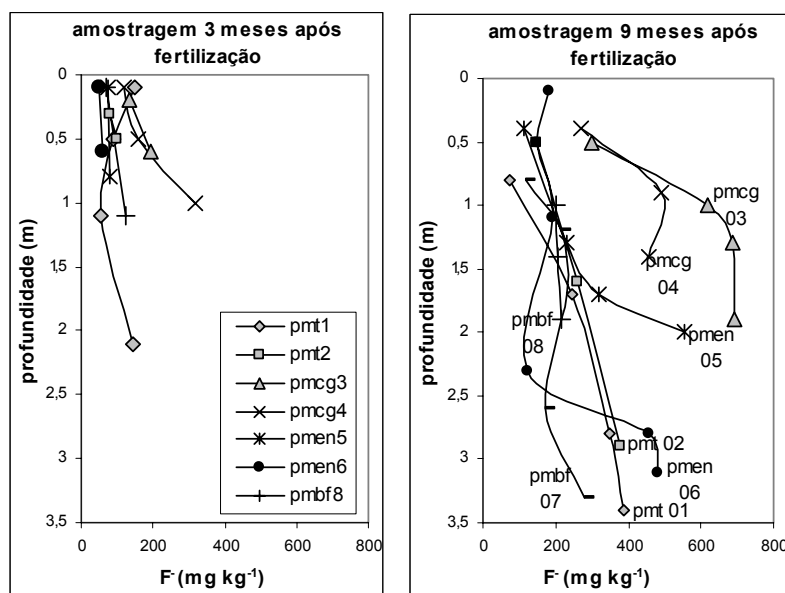 amostragem 3 meses após
fertilização
0
0,5
1
1,5
2
2,5
3
3,5
profundidade (m)
0
200
400
600
800
F⁻ (mg kg⁻¹)
pmt1
pmt2
pmcg3
pmcg4
pmen5
pmen6
pmbf8
amostragem 9 meses após
fertilização
0
0,5
1
1,5
2
2,5
3
3,5
profundidade (m)
0
200
400
600
800
F⁻ (mg kg⁻¹)
pmcg
03
pmcg
04
pmbf
08
pmen
05
pmt 02
pmen
06
pmbf
07
pmt 01